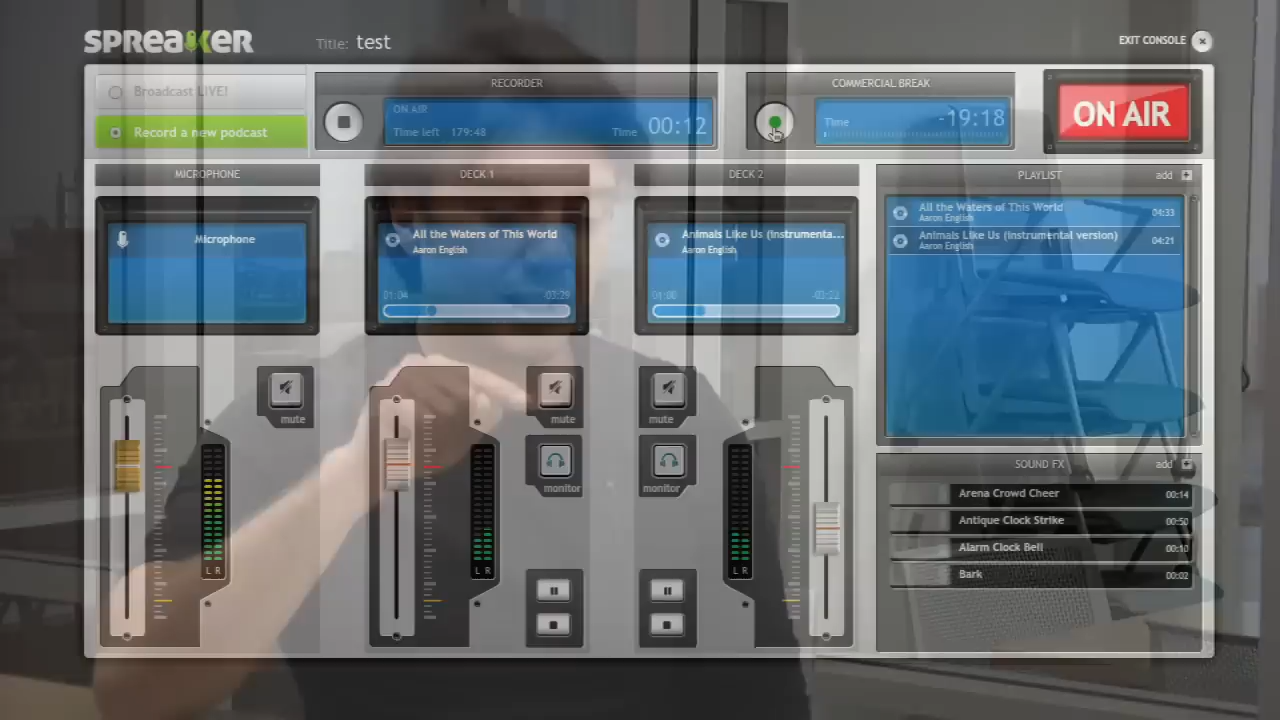 SPREAKER
Title: test
EXIT CONSOLE
Broadcast LIVE!
Record a new podcast
RECORDER
ON AIR
Time left 179:48
Time 00:12
COMMERCIAL BREAK
Time
-19:18
ON AIR
MICROPHONE
DECK 1
DECK 2
PLAYLIST
add
Microphone
All the Waters of This World
Aaron English
01:04
-03:29
Animals Like Us (Instrumenta...
Aaron English
01:00
-03:22
All the Waters of This World
Aaron English
04:33
Animals Like Us (instrumental version)
Aaron English
04:21
mute
mute
mute
monitor
monitor
L R
L R
L R
SOUND FX
add
Arena Crowd Cheer 00:14
Antique Clock Strike 00:50
Alarm Clock Bell 00:10
Bark 00:02